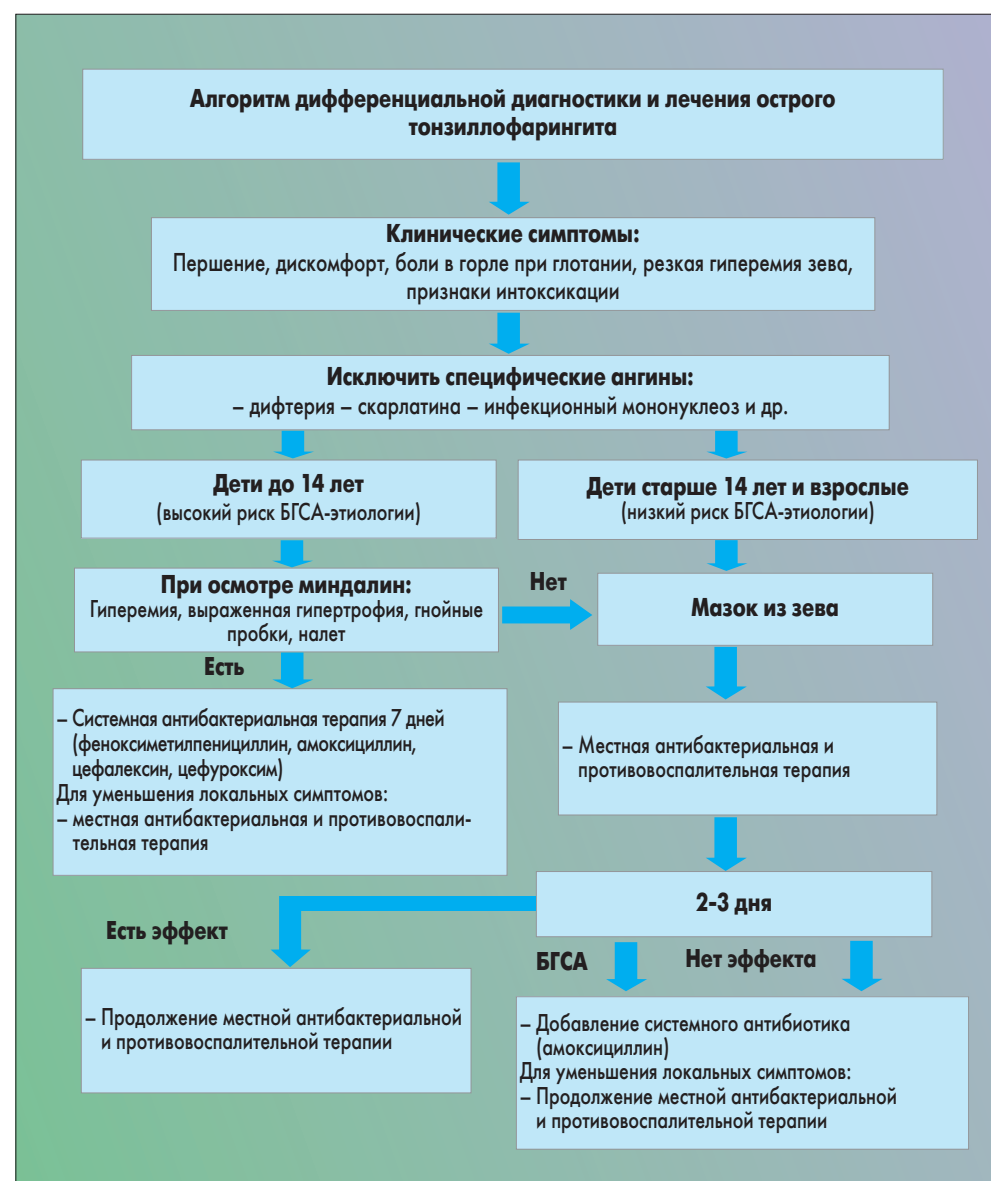 Алгоритм дифференциальной диагностики и лечения острого
тонзиллофарингита
Клинические симптомы:
Першение, дискомфорт, боли в горле при глотании, резкая гиперемия зева,
признаки интоксикации
Исключить специфические ангины:
– дифтерия – скарлатина – инфекционный мононуклеоз и др.
Дети до 14 лет
(высокий риск БГСА-этиологии)
Дети старше 14 лет и взрослые
(низкий риск БГСА-этиологии)
При осмотре миндалин:
Гиперемия, выраженная гипертрофия, гнойные
пробки, налет
Нет
Мазок из зева
Есть
– Системная антибактериальная терапия 7 дней
(феноксиметилпенициллин, амоксициллин,
цефалексин, цефуроксим)
Для уменьшения локальных симптомов:
– местная антибактериальная и противовоспали-
тельная терапия
– Местная антибактериальная и
противовоспалительная терапия
2-3 дня
Есть эффект
БГСА
Нет эффекта
– Продолжение местной антибактериальной
и противовоспалительной терапии
– Добавление системного антибиотика
(амоксициллин)
Для уменьшения локальных симптомов:
– Продолжение местной антибактериальной
и противовоспалительной терапии